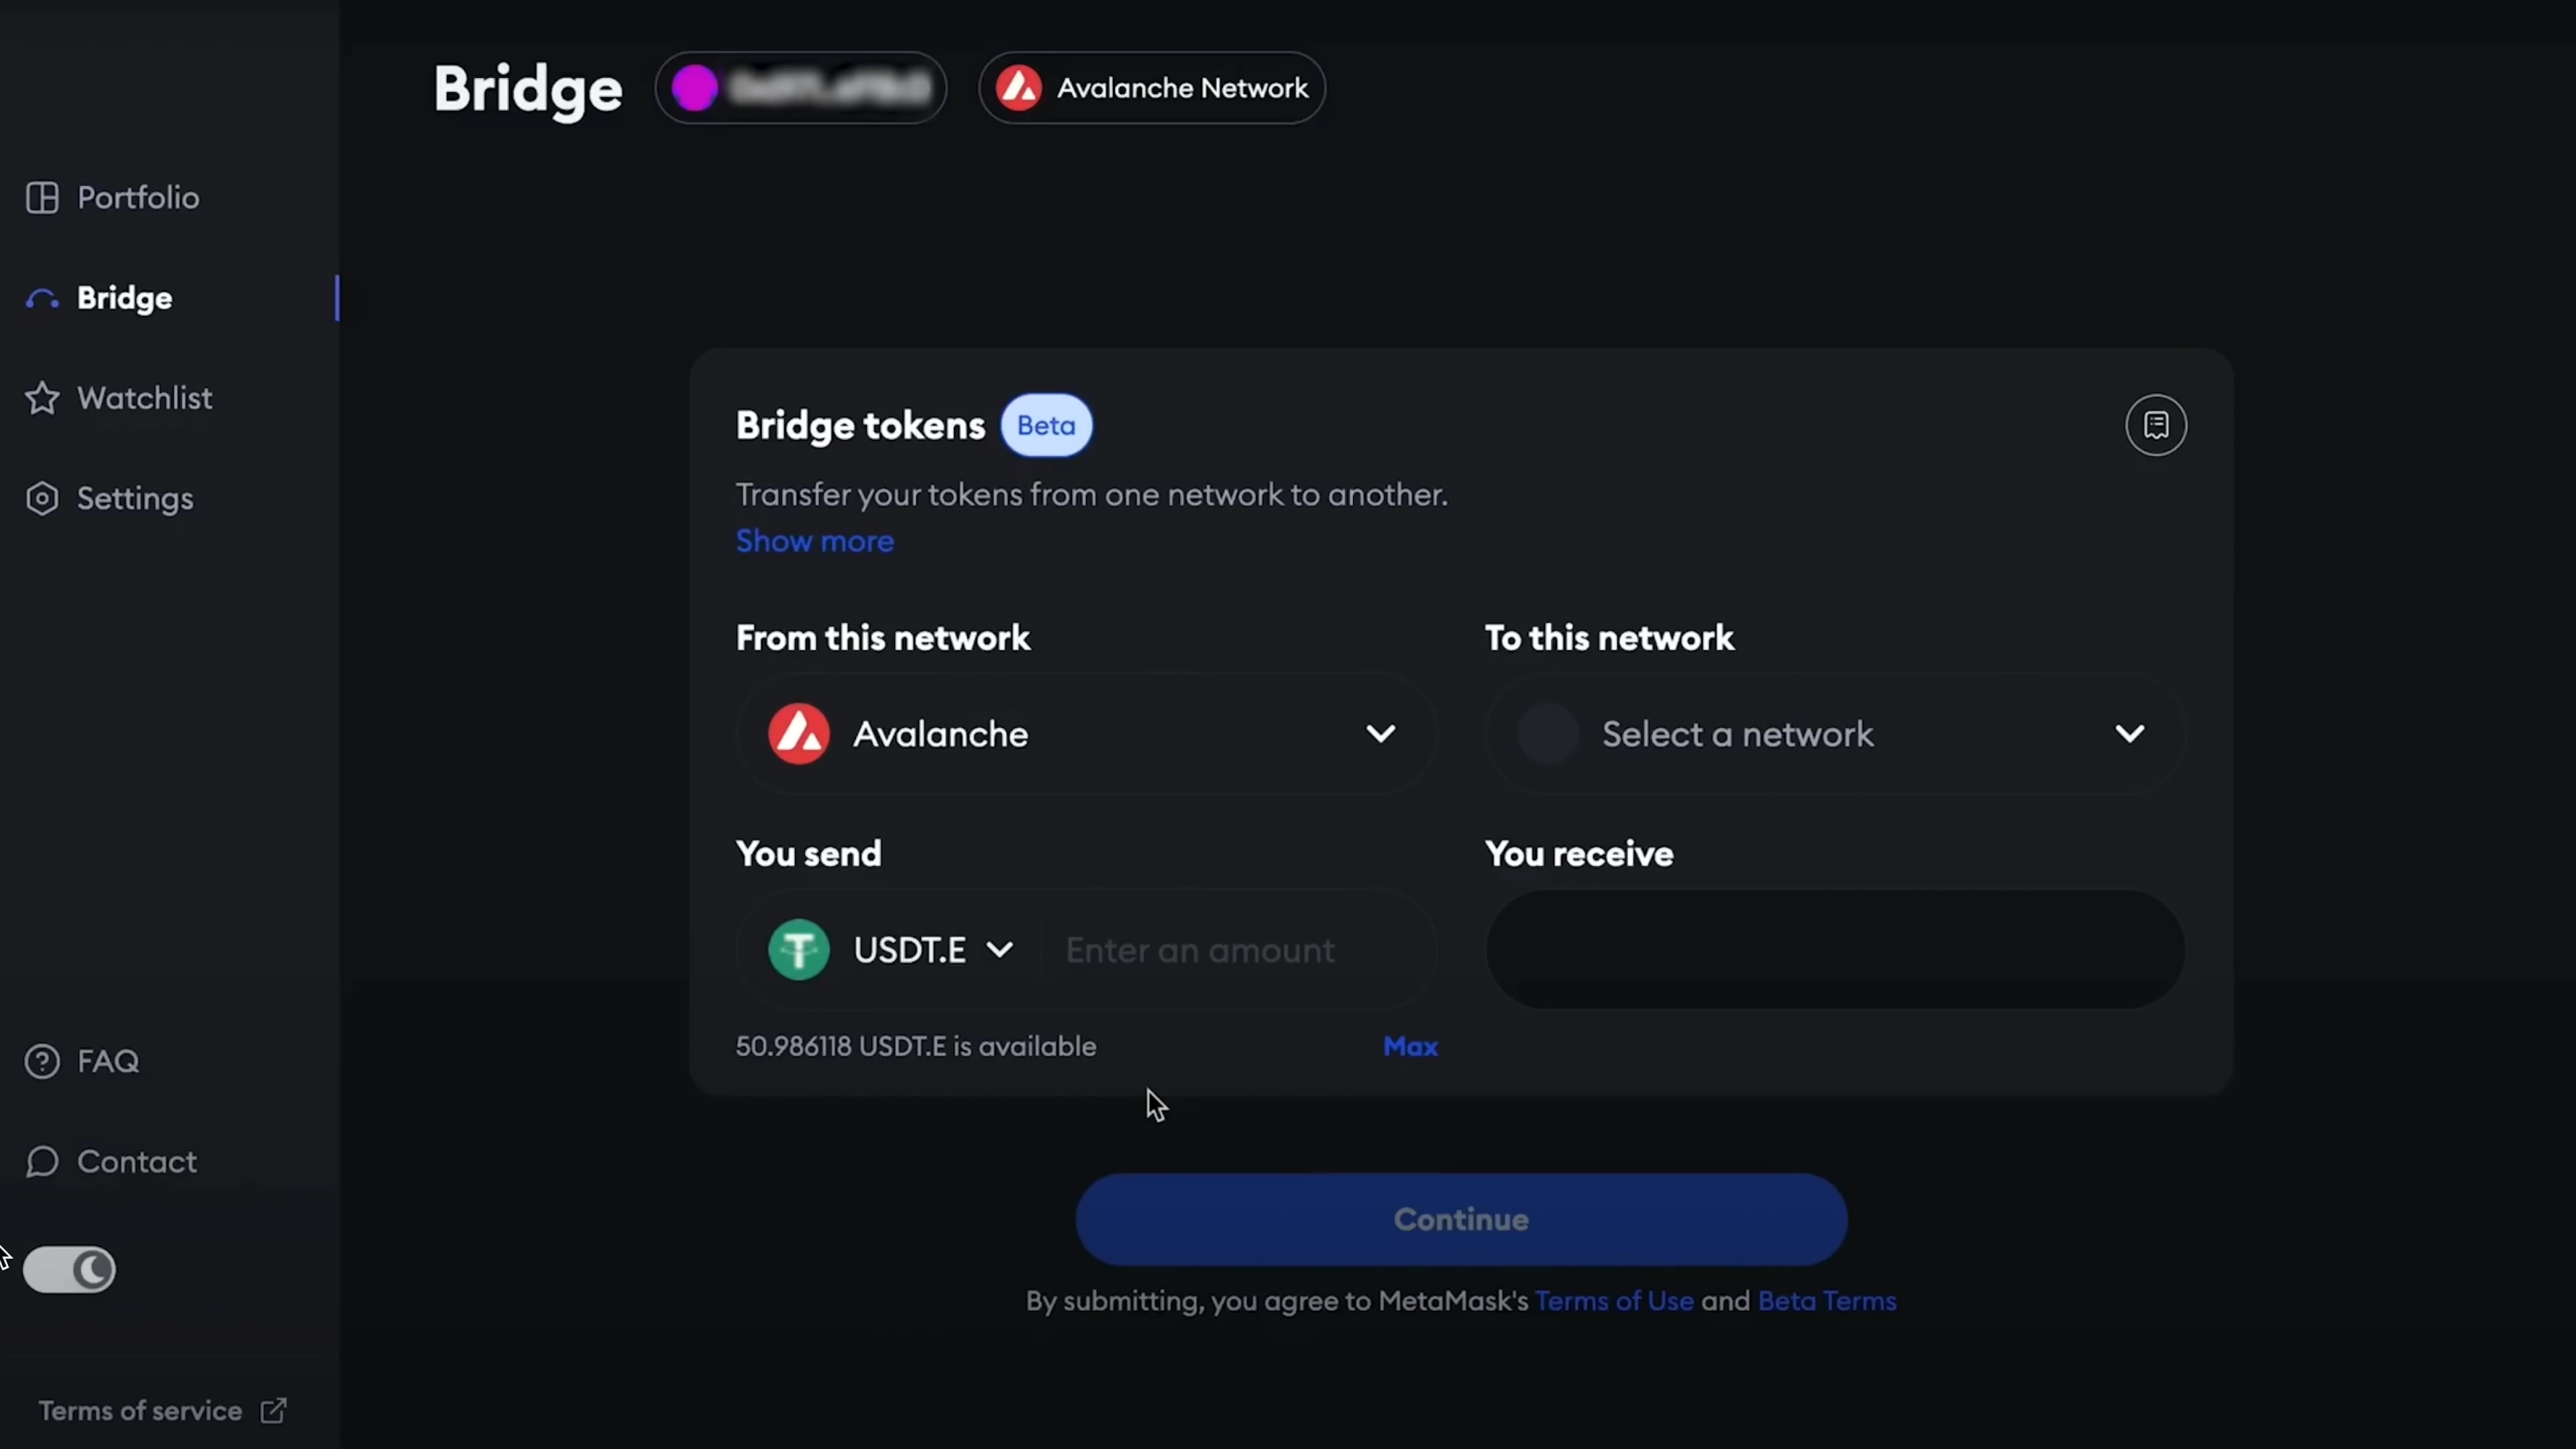 Bridge
Avalanche Network
Portfolio
Bridge
Watchlist
Settings
Bridge tokens Beta
Transfer your tokens from one network to another.
Show more
From this network
To this network
Avalanche
Select a network
You send
You receive
USDT.E Enter an amount
50.986118 USDT.E is available Max
FAQ
Contact
Continue
By submitting, you agree to MetaMask's Terms of Use and Beta Terms
Terms of service